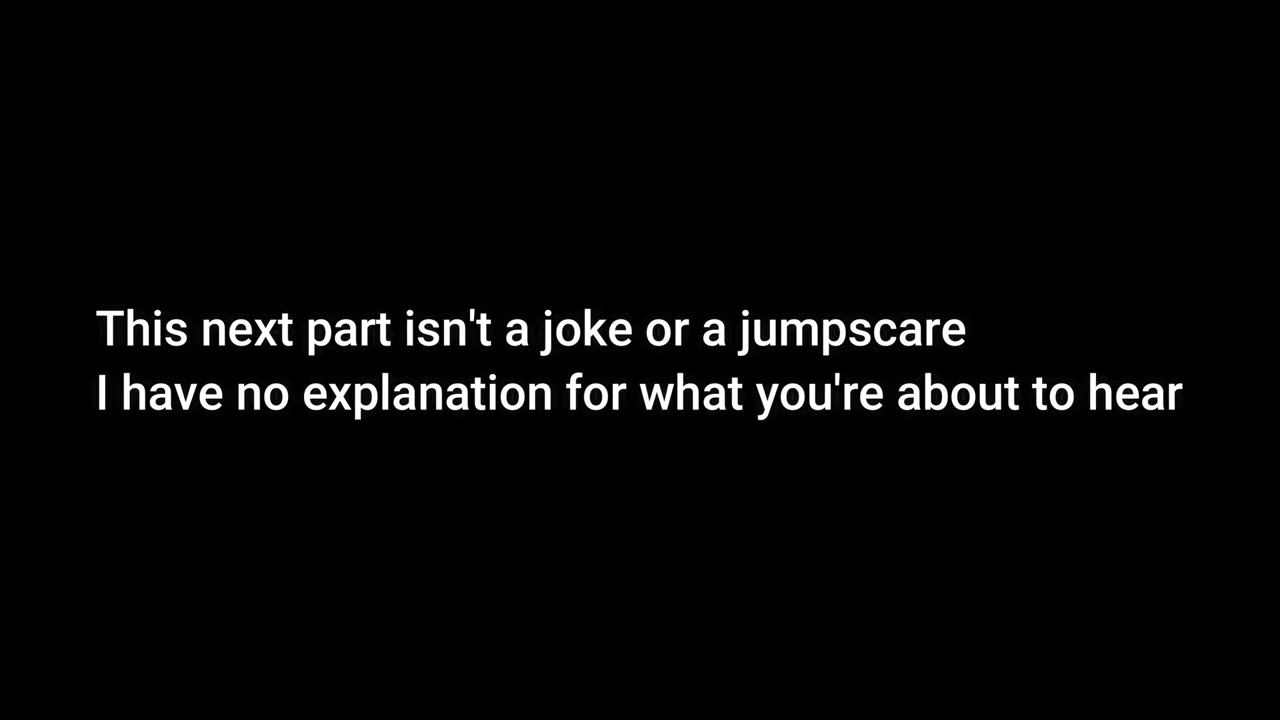 This next part isn't a joke or a jumpscare
I have no explanation for what you're about to hear